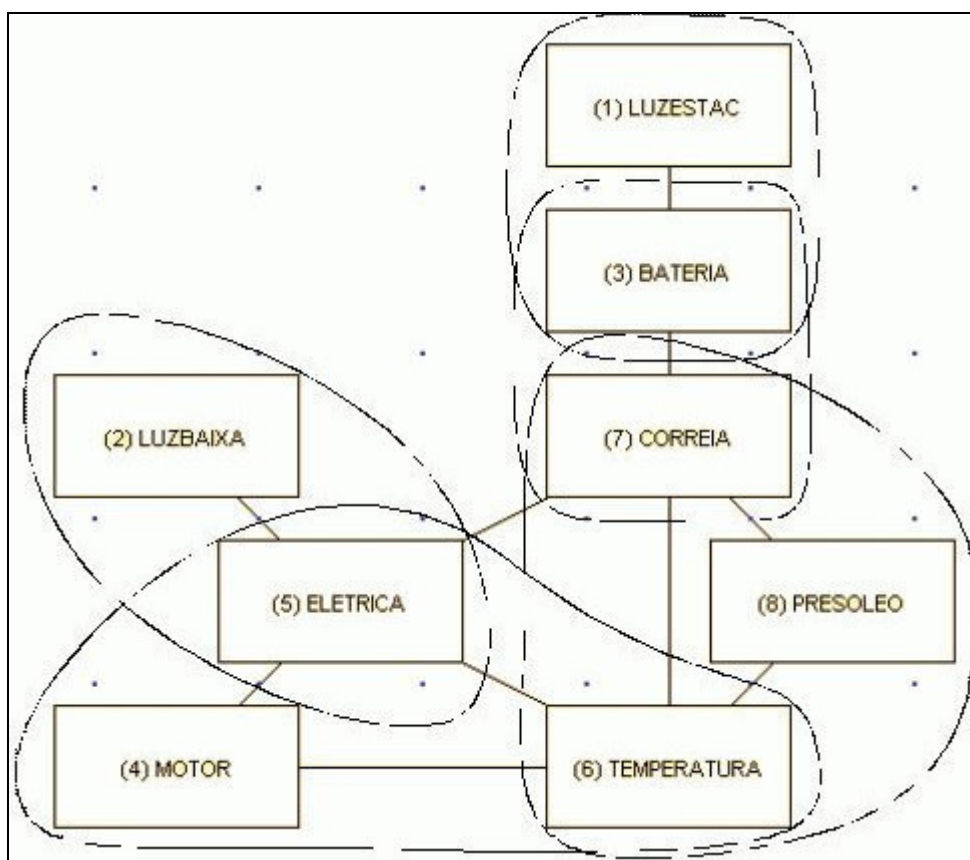 (1) LUZESTAC
(3) BATERIA
(2) LUZBAIXA
(7) CORREIA
(5) ELETRICA
(8) PRESOLEO
(4) MOTOR
(6) TEMPERATURA